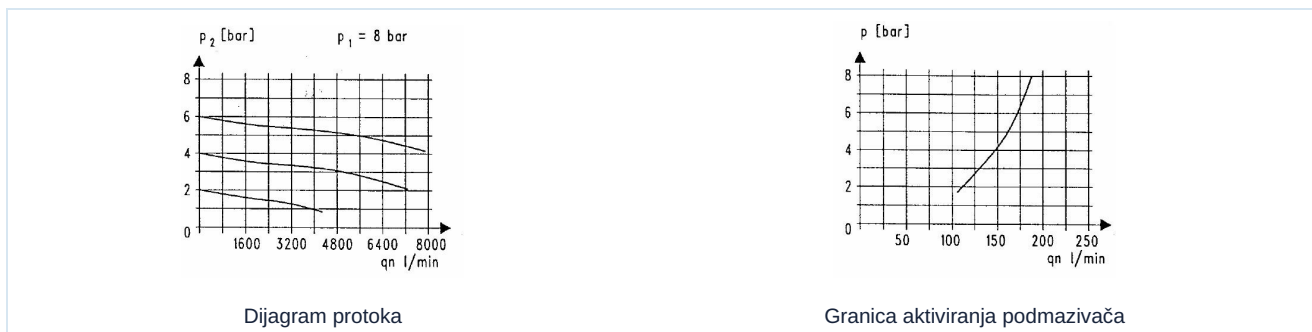 p2 [bar] p1 = 8 bar
8
6
4
2
0
1600 3200 4800 6400 8000
qn l/min
Dijagram protoka
p [bar]
8
6
4
2
0
50 100 150 200 250
qn l/min
Granica aktiviranja podmazivača